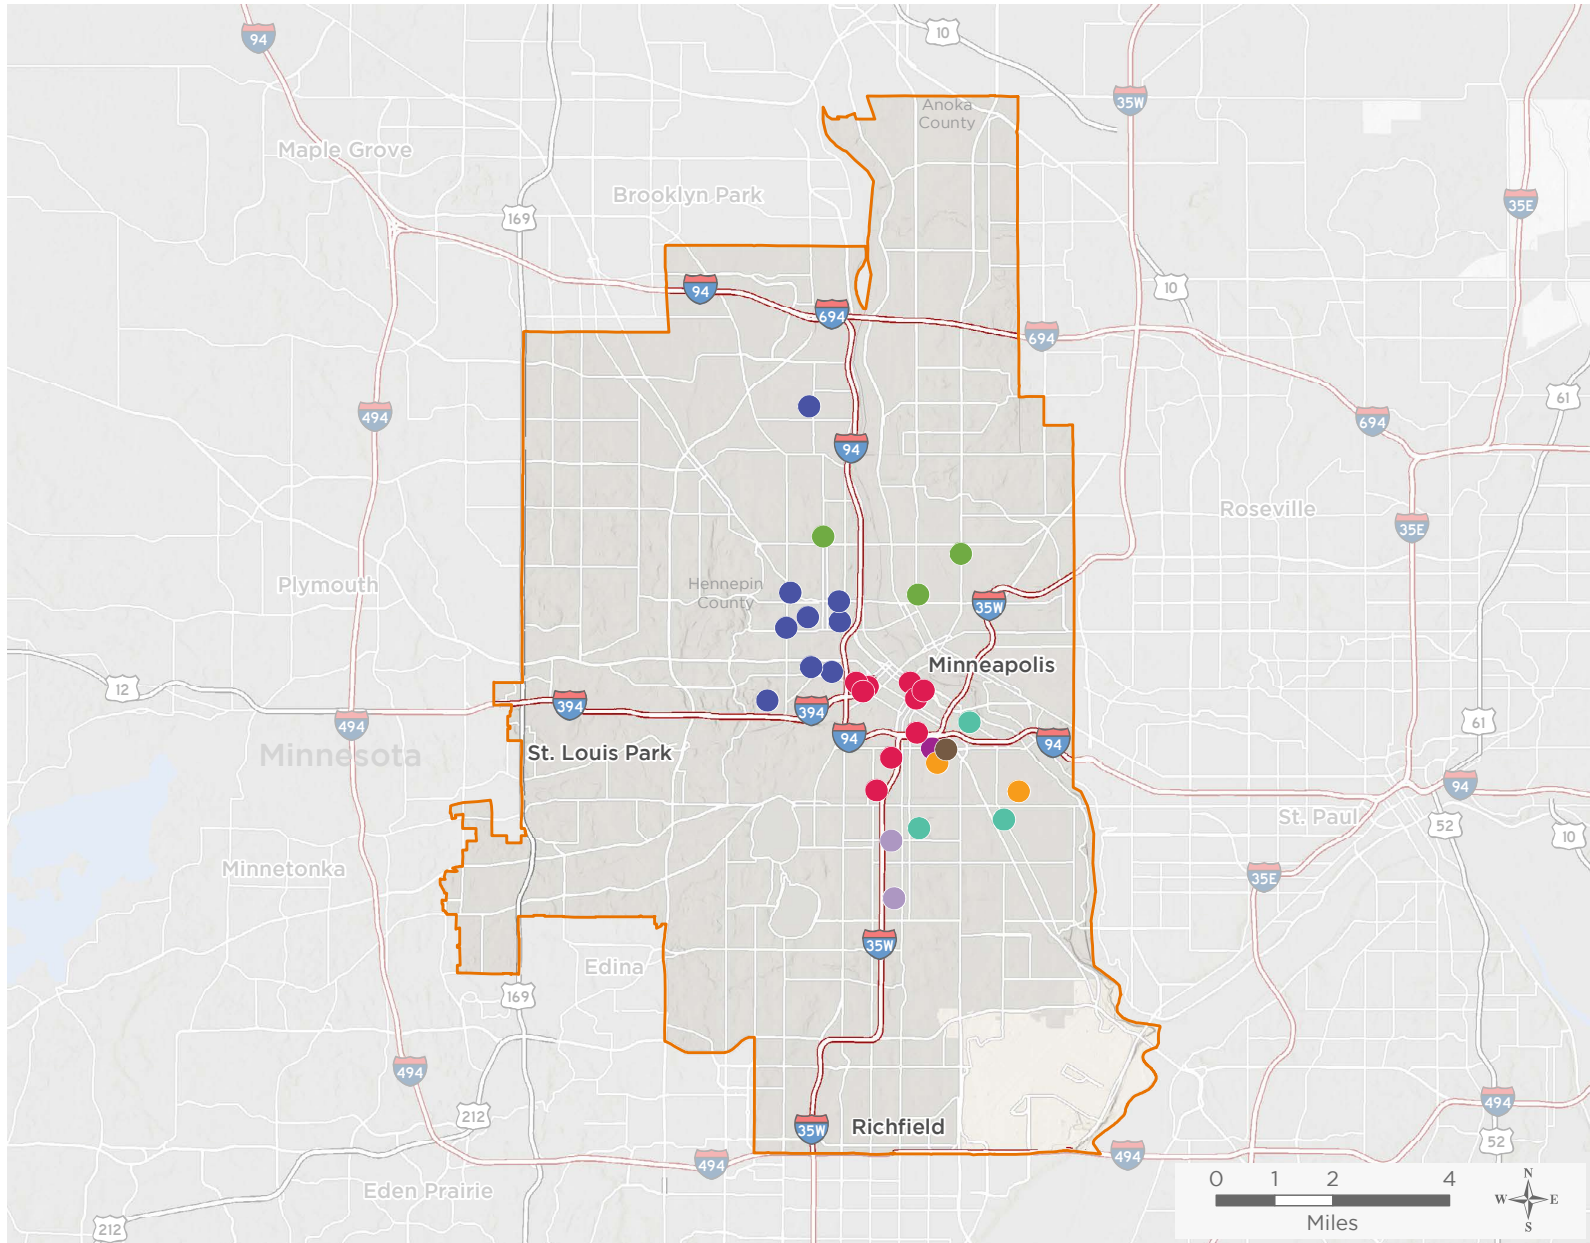 94
10
35W
Anoka
County
Maple Grove
Brooklyn Park
169
35E
94
10
694
694
61
494
694
94
Roseville
35E
Plymouth
Hennepin
County
35W
Minneapolis
12
394
394
494
61
94
94
St. Louis Park
Minnesota
94
St. Paul
52
10
Minnetonka
35E
35W
Edina
169
494
494
212
35W
Richfield
52
494
494
Eden Prairie
212
0 1 2 4
Miles
N
W E
S